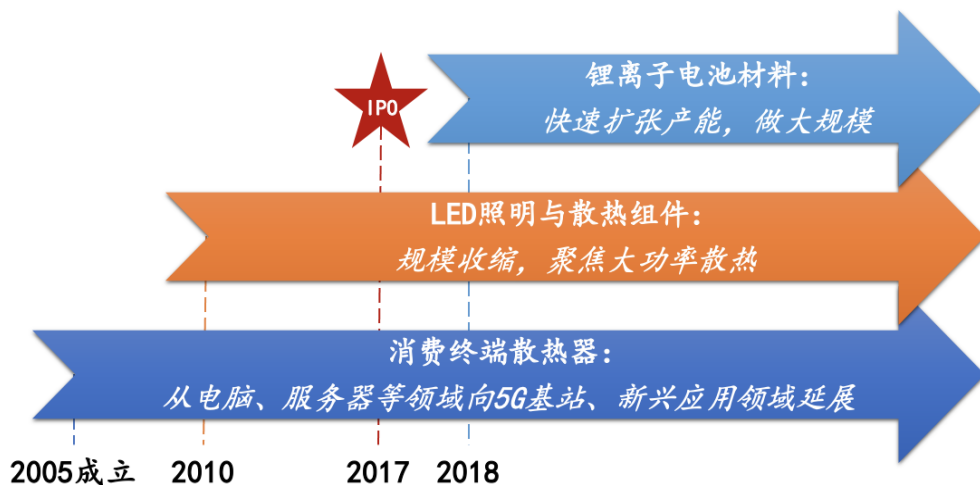 锂离子电池材料：
快速扩张产能，做大规模
IPO
LED照明与散热组件：
规模收缩，聚焦大功率散热
消费终端散热器：
从电脑、服务器等领域向5G基站、新兴应用领域延展
2005成立
2010
2017
2018